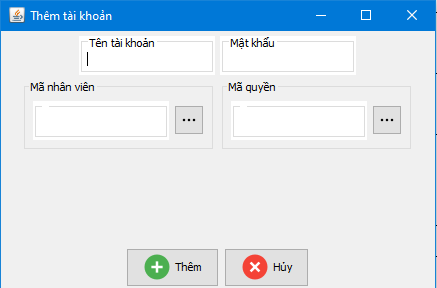 Thêm tài khoản
Tên tài khoản
Mật khẩu
Mã nhân viên
Mã quyền
...
...
Thêm
Hủy